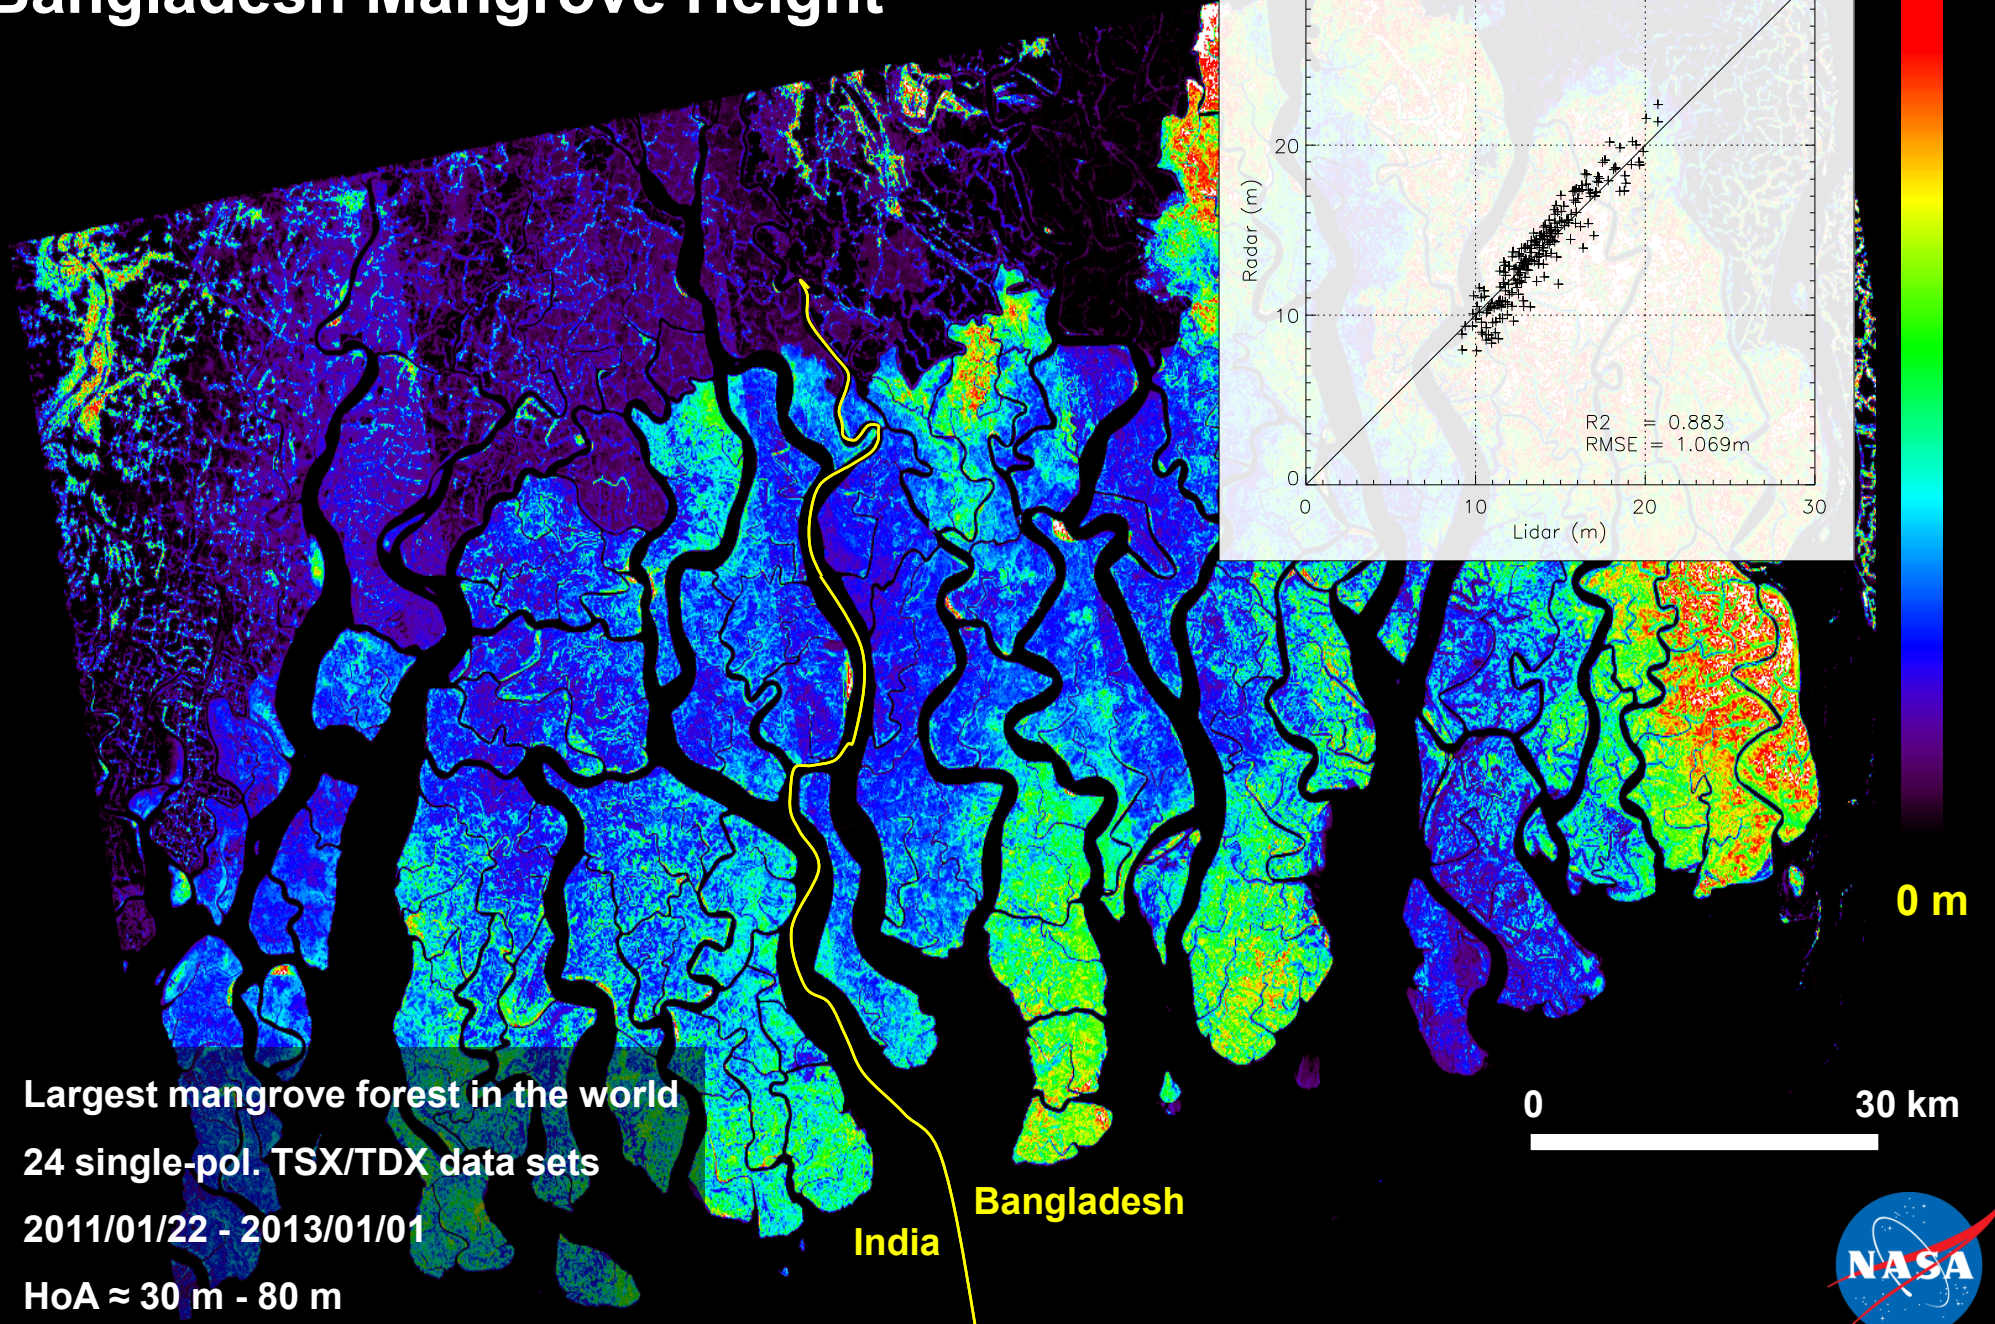 Bangladesh Mangrove Height
20
10
0
Radar (m)
R2 = 0.883
RMSE = 1.069m
0 10 20 30
Lidar (m)
0 m
Largest mangrove forest in the world
24 single-pol. TSX/TDX data sets
2011/01/22 - 2013/01/01
HoA ≈ 30 m - 80 m
India
Bangladesh
0 30 km
NASA